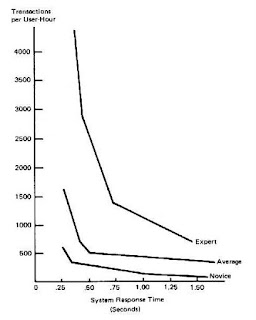 Transactions
per User-Hour
4000
3500
3000
2500
2000
1500
1000
500
Expert
Average
Novice
0 .25 .50 .75 1.00 1.25 1.50
System Response Time
(Seconds)